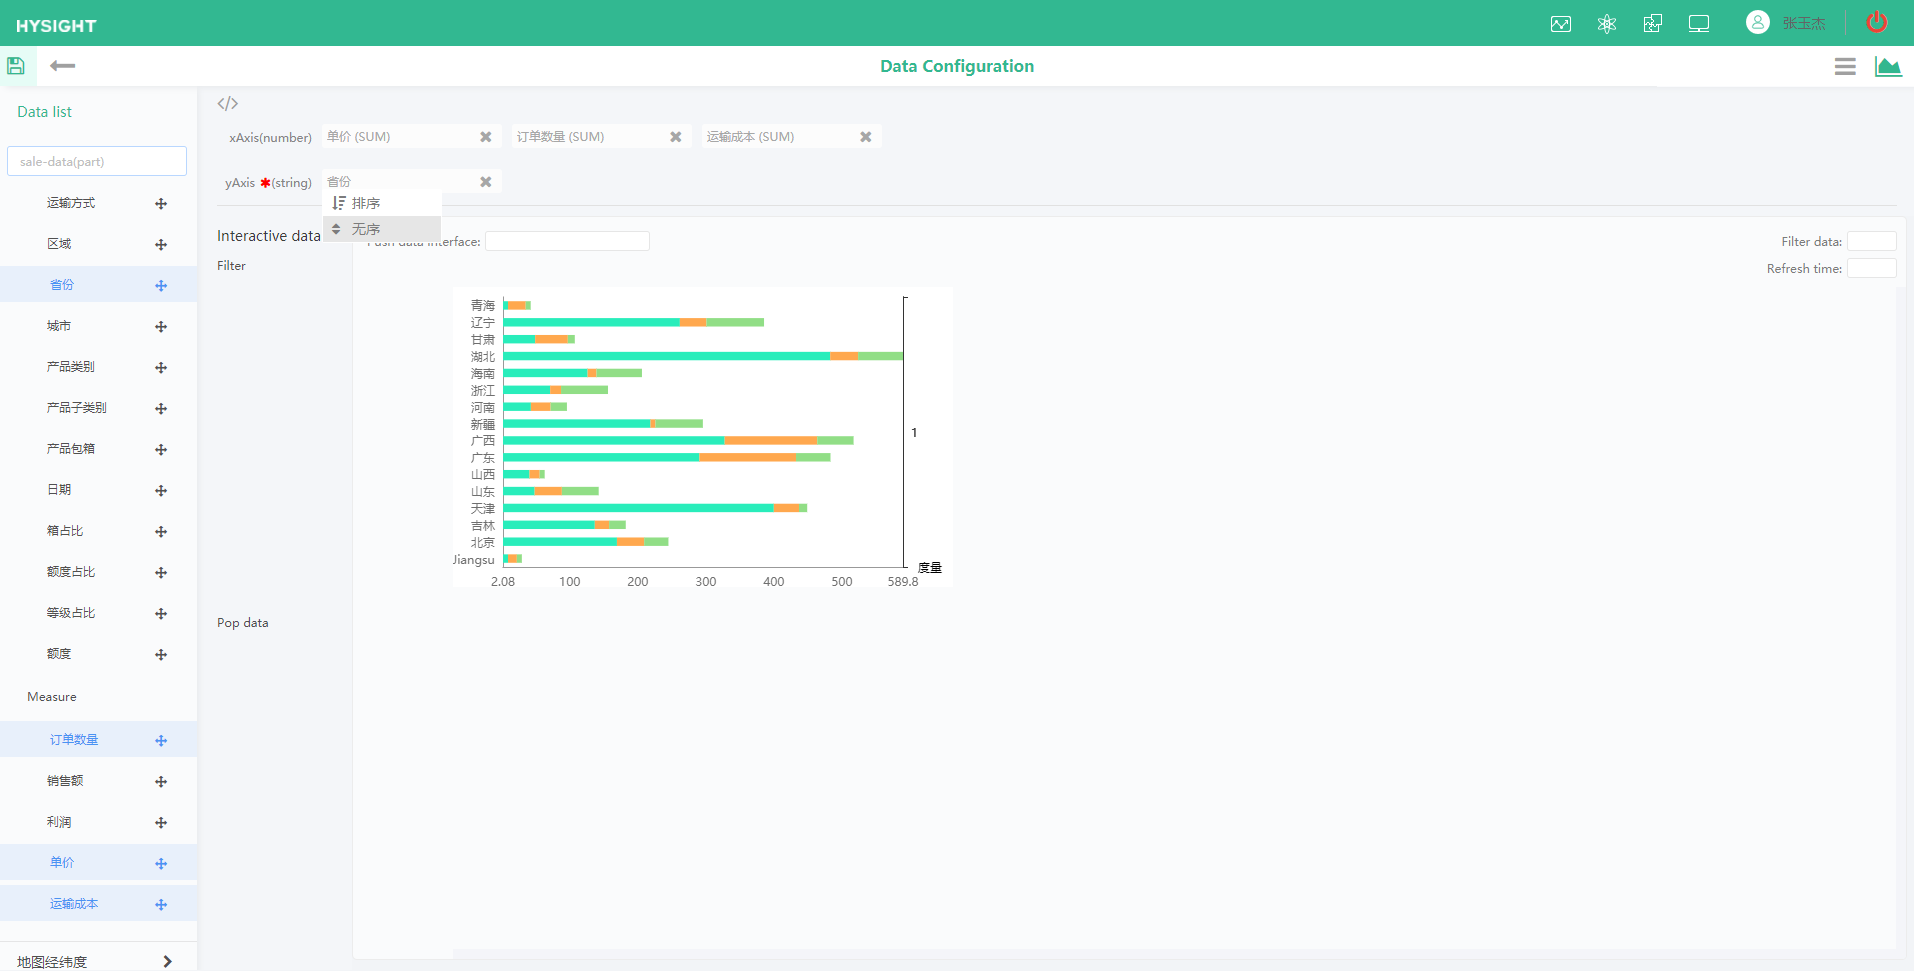 HYSIGHT
张玉杰
Data Configuration
Data list
sale-data(part)
运输方式
区域
省份
城市
产品类别
产品子类别
产品包箱
日期
箱占比
额度占比
等级占比
额度
Measure
订单数量
销售额
利润
单价
运输成本
地图经纬度
</>
xAxis(number)
单价 (SUM)
订单数量 (SUM)
运输成本 (SUM)
yAxis ✱(string)
省份
排序
无序
Interactive data
Filter
Pop data
Push data interface:
Filter data:
Refresh time:
青海
辽宁
甘肃
湖北
海南
浙江
河南
新疆
广西
广东
山西
山东
天津
吉林
北京
Jiangsu
2.08 100 200 300 400 500 589.8
1
度量